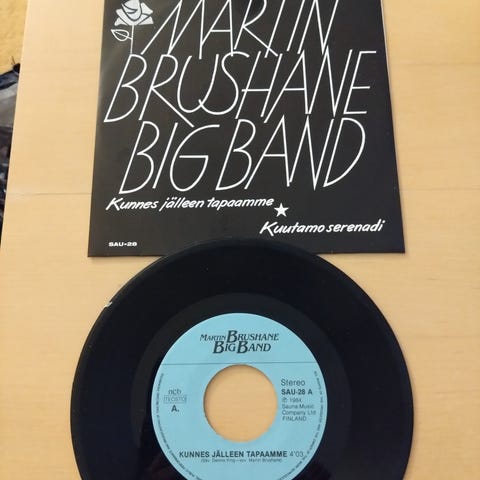 MARTIN
BRUSHANE
BIG BAND
Kunnes jälleen tapaamme
Kuutamo serenadi
SAU-28
MARTIN BRUSHANE
BIG BAND
ncb
TEOSTO
A.
Stereo
SAU-28 A
℗ 1984
Sauna Music
Company Ltd
FINLAND
KUNNES JÄLLEEN TAPAAMME 4'03